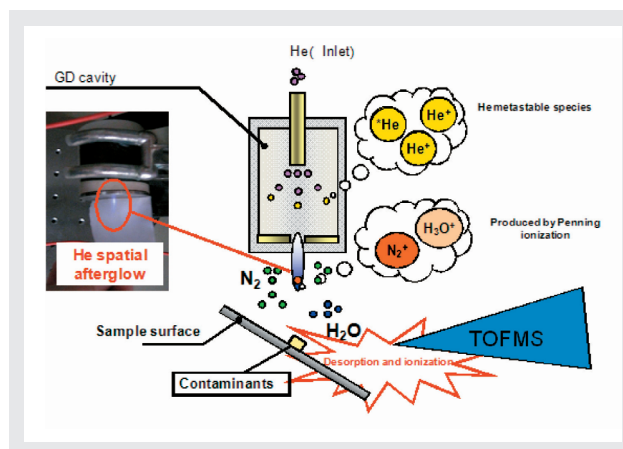 He( Inlet)
GD cavity
Hemetastable species
*He
He+
He+
Produced by Penning
ionization
H₃O⁺
N₂⁺
He spatial
afterglow
N₂
H₂O
Sample surface
Desorption and ionization
TOFMS
Contaminants